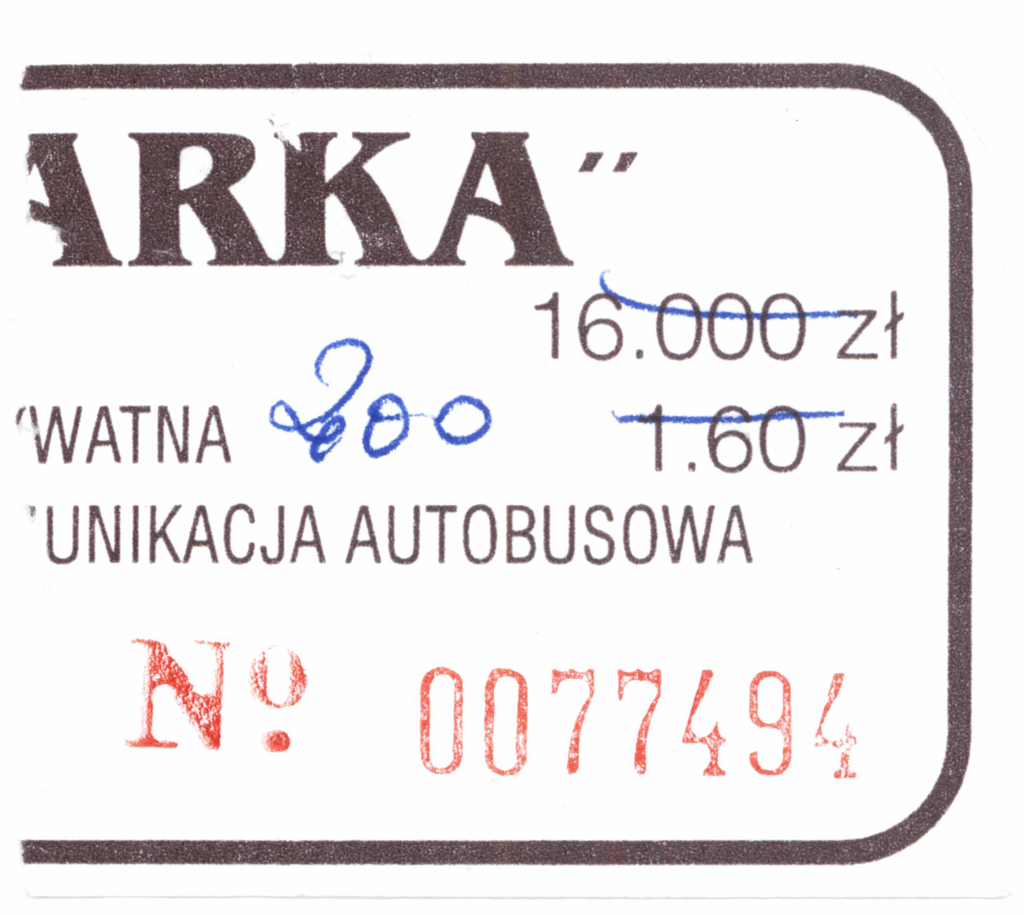 ARKA"
16.000 zł
WATNA 200 1.60 zł
UNIKACJA AUTOBUSOWA
Nº 0077494